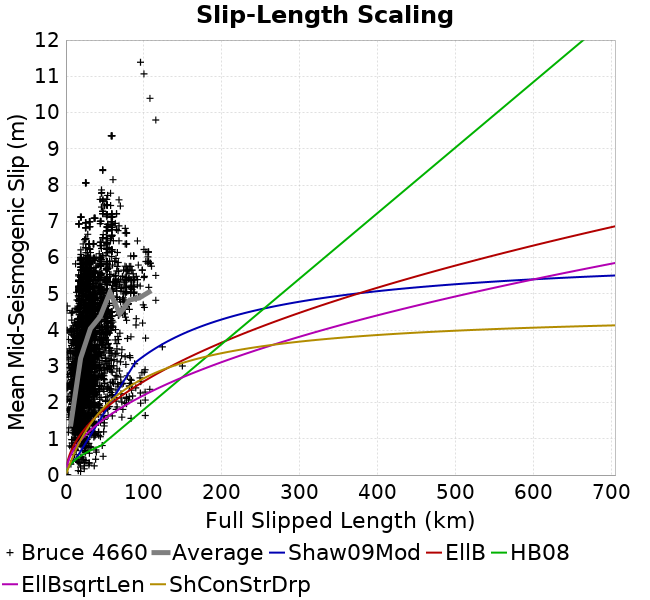 Slip-Length Scaling
Mean Mid-Seismogenic Slip (m)
12
11
10
9
8
7
6
5
4
3
2
1
0
0 100 200 300 400 500 600 700
Full Slipped Length (km)
Bruce 4660 Average Shaw09Mod EllB HB08
EllBsqrtLen ShConStrDrp